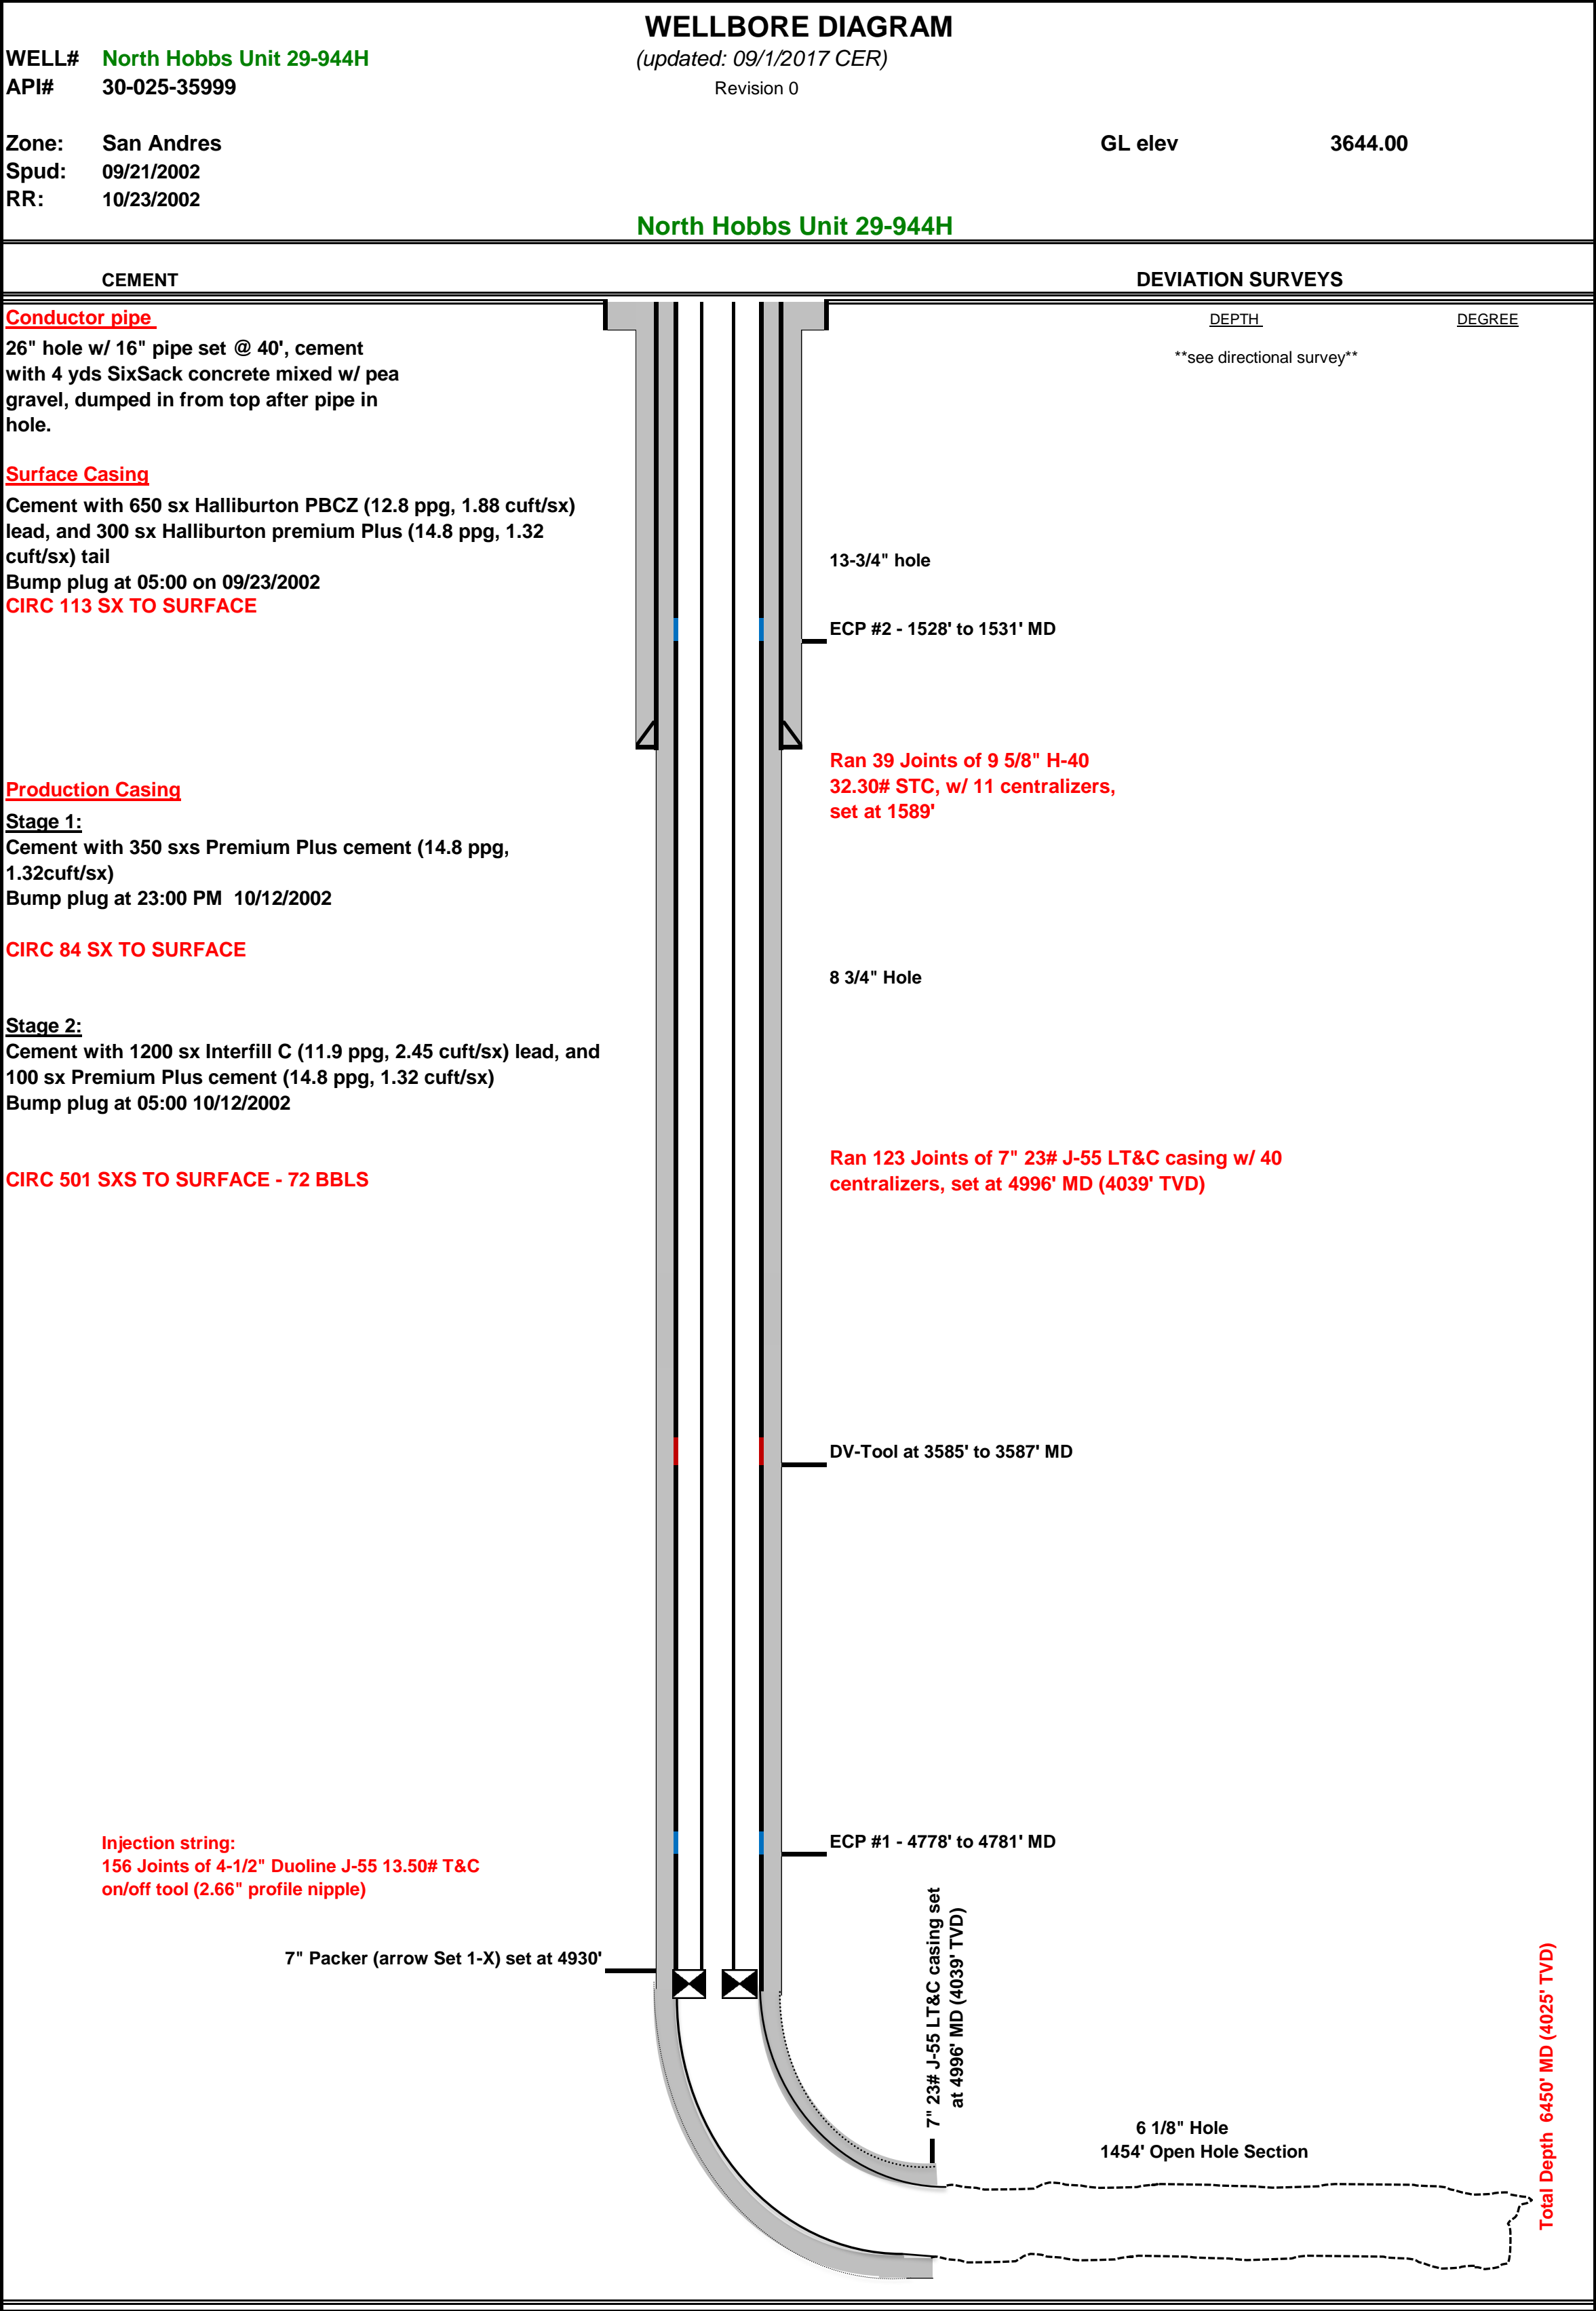 WELLBORE DIAGRAM
WELL# North Hobbs Unit 29-944H
(updated: 09/1/2017 CER)
API# 30-025-35999
Revision 0
Zone: San Andres
GL elev 3644.00
Spud: 09/21/2002
RR: 10/23/2002
North Hobbs Unit 29-944H
CEMENT
DEVIATION SURVEYS
Conductor pipe
26" hole w/ 16" pipe set @ 40', cement
with 4 yds SixSack concrete mixed w/ pea
gravel, dumped in from top after pipe in
hole.
DEPTH DEGREE
**see directional survey**
Surface Casing
Cement with 650 sx Halliburton PBCZ (12.8 ppg, 1.88 cuft/sx)
lead, and 300 sx Halliburton premium Plus (14.8 ppg, 1.32
cuft/sx) tail
Bump plug at 05:00 on 09/23/2002
CIRC 113 SX TO SURFACE
13-3/4" hole
ECP #2 - 1528' to 1531' MD
Ran 39 Joints of 9 5/8" H-40
32.30# STC, w/ 11 centralizers,
set at 1589'
Production Casing
Stage 1:
Cement with 350 sxs Premium Plus cement (14.8 ppg,
1.32cuft/sx)
Bump plug at 23:00 PM 10/12/2002
CIRC 84 SX TO SURFACE
8 3/4" Hole
Stage 2:
Cement with 1200 sx Interfill C (11.9 ppg, 2.45 cuft/sx) lead, and
100 sx Premium Plus cement (14.8 ppg, 1.32 cuft/sx)
Bump plug at 05:00 10/12/2002
CIRC 501 SXS TO SURFACE - 72 BBLS
Ran 123 Joints of 7" 23# J-55 LT&C casing w/ 40
centralizers, set at 4996' MD (4039' TVD)
DV-Tool at 3585' to 3587' MD
ECP #1 - 4778' to 4781' MD
Injection string:
156 Joints of 4-1/2" Duoline J-55 13.50# T&C
on/off tool (2.66" profile nipple)
7" Packer (arrow Set 1-X) set at 4930'
7" 23# J-55 LT&C casing set
at 4996' MD (4039' TVD)
6 1/8" Hole
1454' Open Hole Section
Total Depth 6450' MD (4025' TVD)